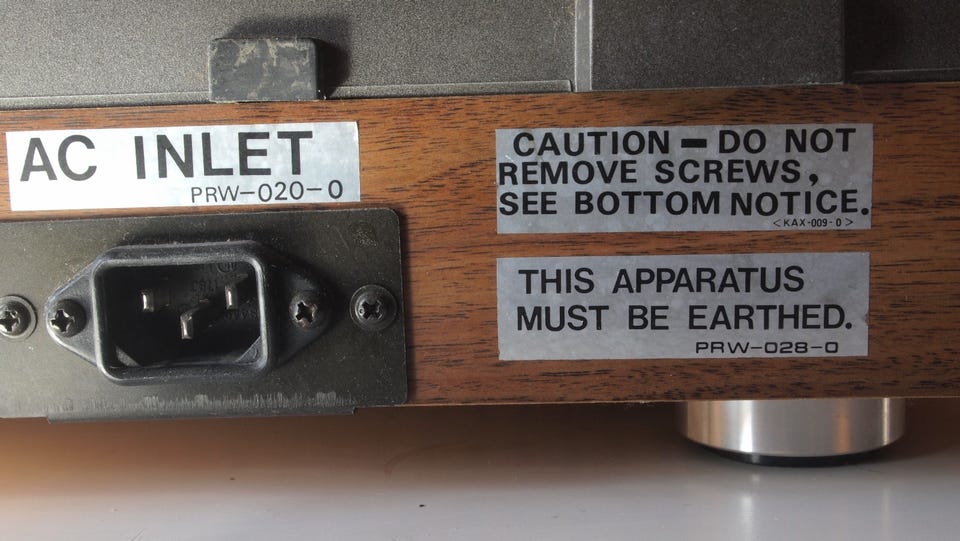 AC INLET
PRW-020-0
CAUTION – DO NOT
REMOVE SCREWS,
SEE BOTTOM NOTICE.
<KAX-009-0>
THIS APPARATUS
MUST BE EARTHED.
PRW-028-0